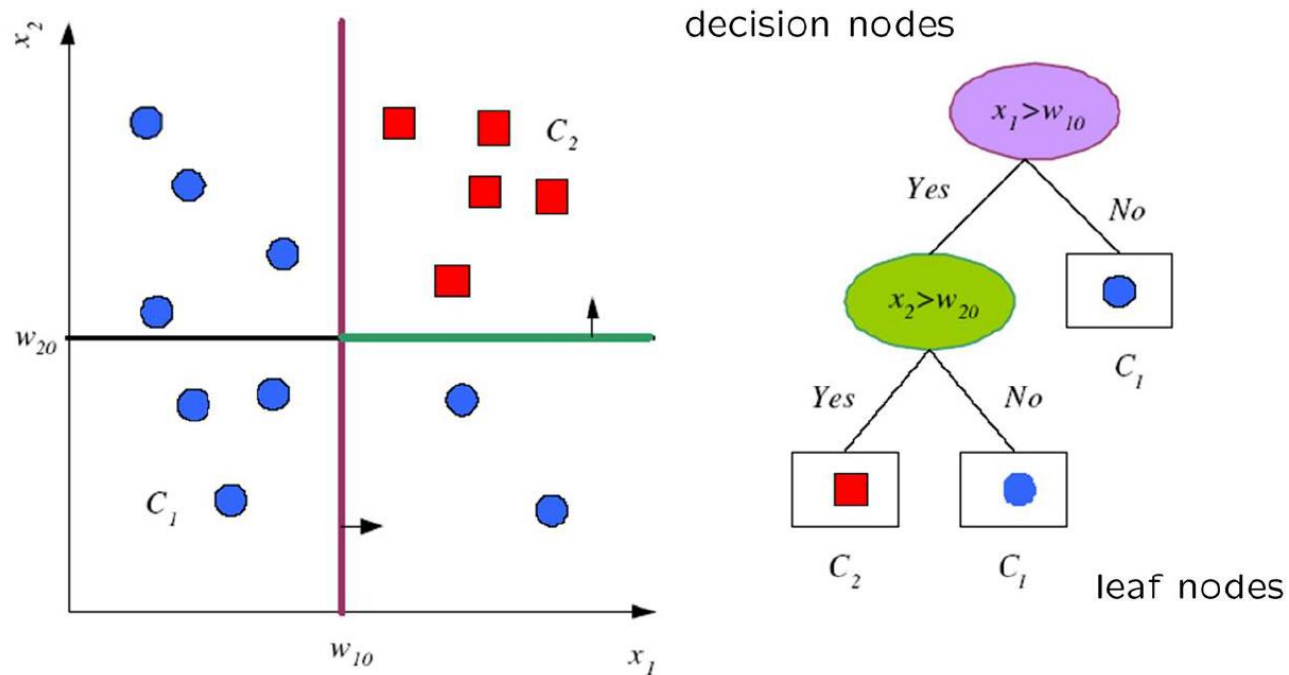 decision nodes
x₂
x₁>w₁₀
C₂
Yes
No
x₂>w₂₀
w₂₀
C₁
Yes
No
C₁
C₂
C₁
leaf nodes
w₁₀
x₁